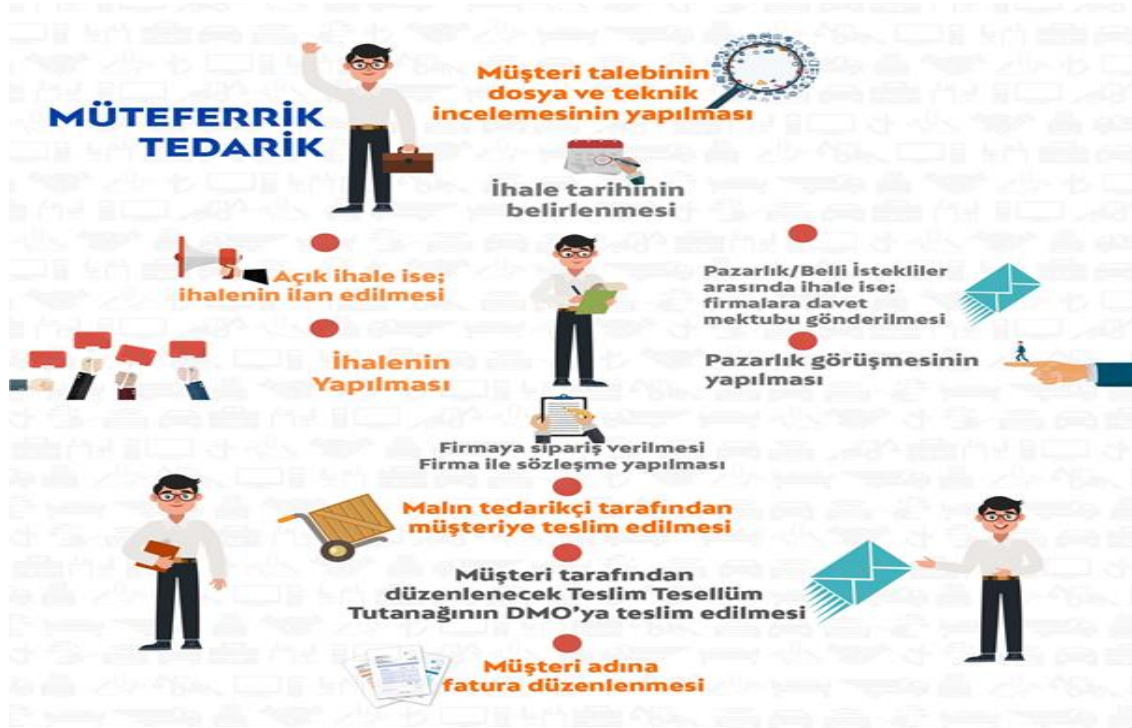 MÜTEFERRİK
TEDARİK
Müşteri talebinin
dosya ve teknik
incelemesinin yapılması
İhale tarihinin
belirlenmesi
Açık ihale ise;
ihalenin ilan edilmesi
Pazarlık/Belli İstekliler
arasında ihale ise;
firmalara davet
mektubu gönderilmesi
İhalenin
Yapılması
Pazarlık görüşmesinin
yapılması
Firmaya sipariş verilmesi
Firma ile sözleşme yapılması
Malın tedarikçi tarafından
müşteriye teslim edilmesi
Müşteri tarafından
düzenlenecek Teslim Tesellüm
Tutanağının DMO'ya teslim edilmesi
Müşteri adına
fatura düzenlenmesi